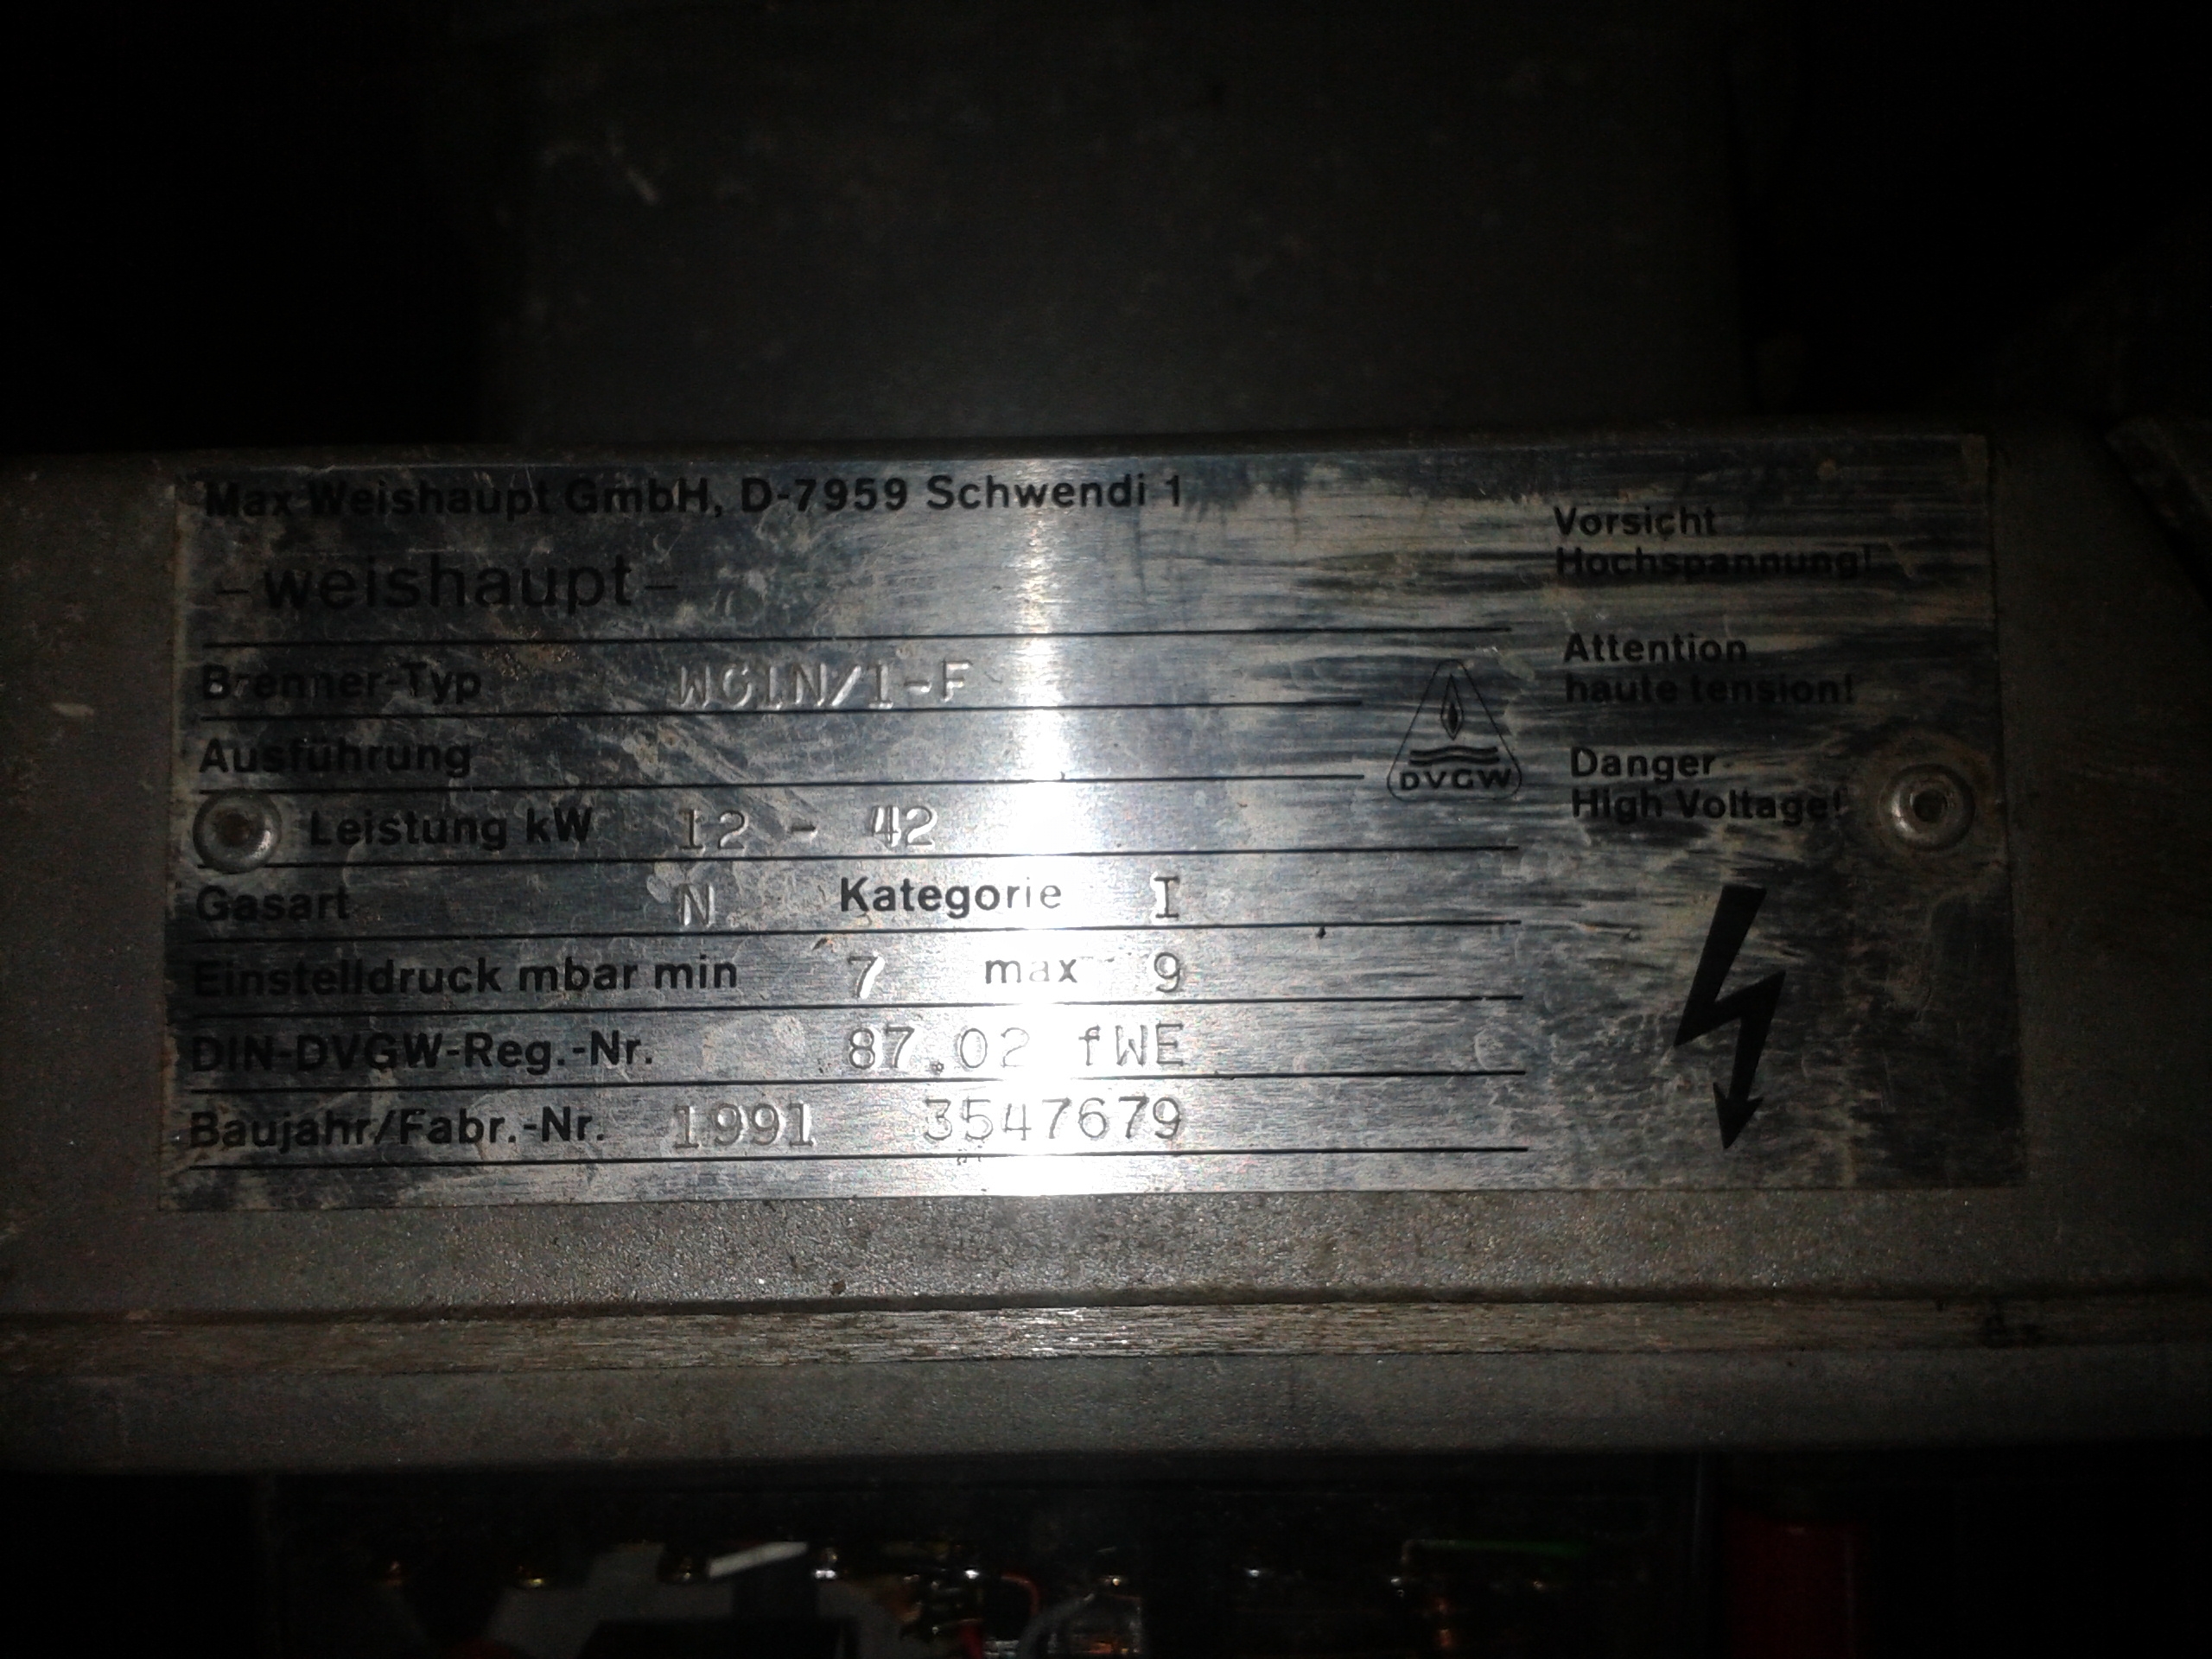 Max Weishaupt GmbH, D-7959 Schwendi 1
-weishaupt-
Brenner-Typ WG1N/1-F
Ausführung
Leistung kW 12 - 42
Gasart N Kategorie I
Einstelldruck mbar min 7 max 9
DIN-DVGW-Reg.-Nr. 87.02 fWE
Baujahr/Fabr.-Nr. 1991 3547679
DVGW
Vorsicht
Hochspannung!
Attention
haute tension!
Danger
High Voltage!